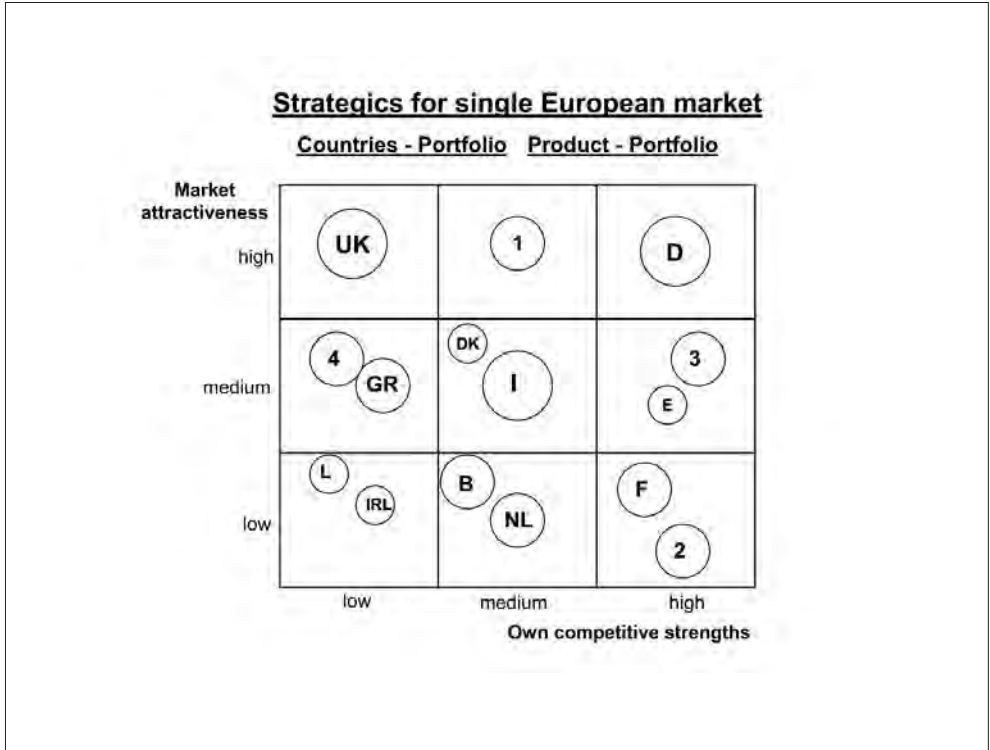 Strategics for single European market
Countries - Portfolio Product - Portfolio
Market
attractiveness
high
UK
1
D
medium
4
GR
DK
I
3
E
low
L
IRL
B
NL
F
2
low
medium
high
Own competitive strengths